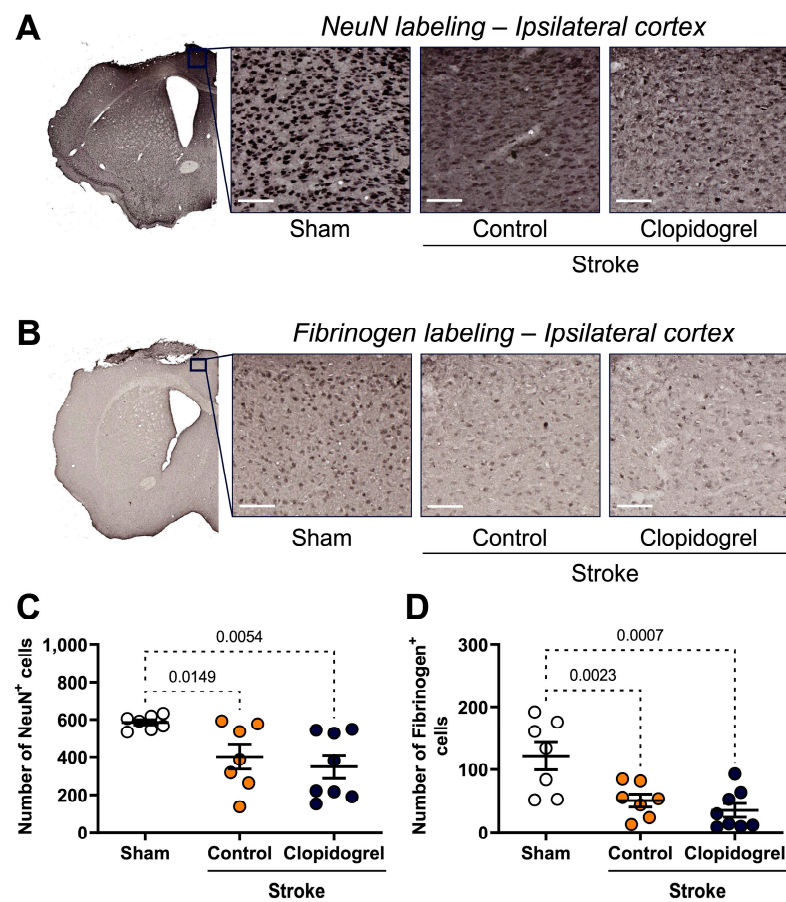 A
NeuN labeling – Ipsilateral cortex
Sham
Control
Clopidogrel
Stroke
B
Fibrinogen labeling – Ipsilateral cortex
Sham
Control
Clopidogrel
Stroke
C
Number of NeuN+ cells
1,000
800
600
400
200
0
0.0054
0.0149
Sham
Control
Clopidogrel
Stroke
D
Number of Fibrinogen+
cells
300
200
100
0
0.0007
0.0023
Sham
Control
Clopidogrel
Stroke